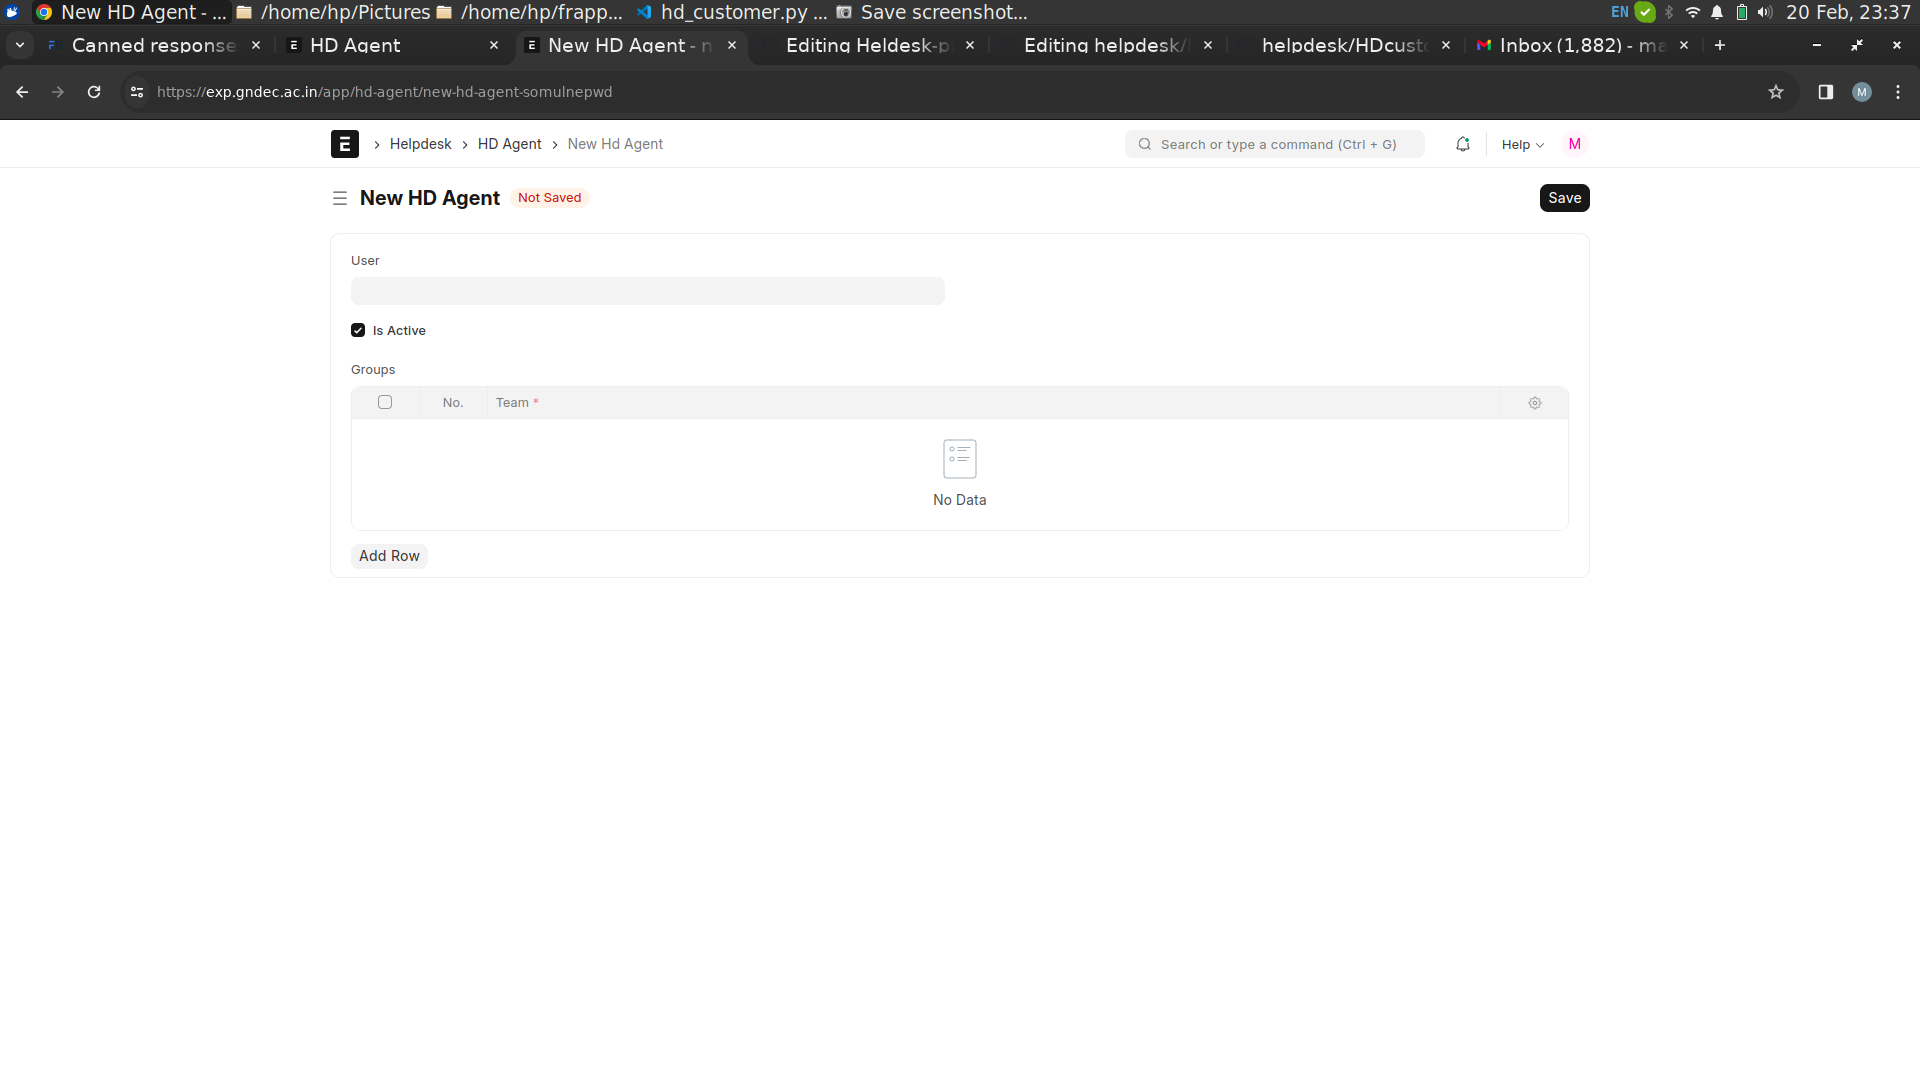 New HD Agent - ...
/home/hp/Pictures
/home/hp/frapp...
hd_customer.py ...
Save screenshot...
EN
20 Feb, 23:37
Canned response
HD Agent
New HD Agent - n
Editing Heldesk-p
Editing helpdesk/
helpdesk/HDcust
Inbox (1,882) - ma
https://exp.gndec.ac.in/app/hd-agent/new-hd-agent-somulnepwd
M
Helpdesk
HD Agent
New Hd Agent
Search or type a command (Ctrl + G)
Help
M
New HD Agent
Not Saved
Save
User
Is Active
Groups
No.
Team *
No Data
Add Row